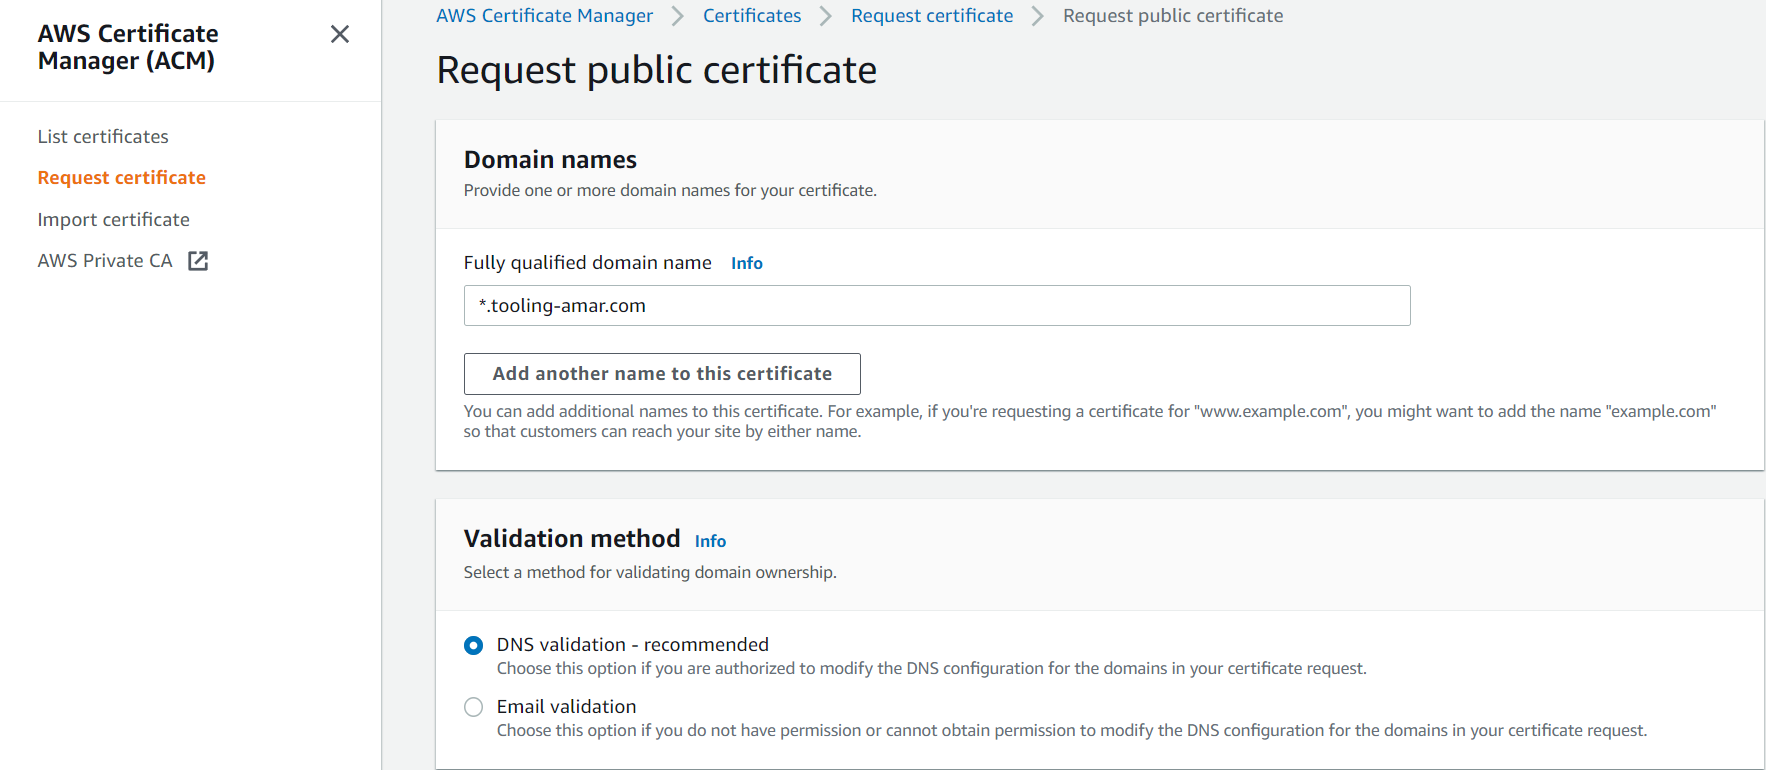 AWS Certificate
Manager (ACM)
List certificates
Request certificate
Import certificate
AWS Private CA
AWS Certificate Manager
Certificates
Request certificate
Request public certificate
Request public certificate
Domain names
Provide one or more domain names for your certificate.
Fully qualified domain name Info
*.tooling-amar.com
Add another name to this certificate
You can add additional names to this certificate. For example, if you're requesting a certificate for "www.example.com", you might want to add the name "example.com"
so that customers can reach your site by either name.
Validation method Info
Select a method for validating domain ownership.
DNS validation - recommended
Choose this option if you are authorized to modify the DNS configuration for the domains in your certificate request.
Email validation
Choose this option if you do not have permission or cannot obtain permission to modify the DNS configuration for the domains in your certificate request.